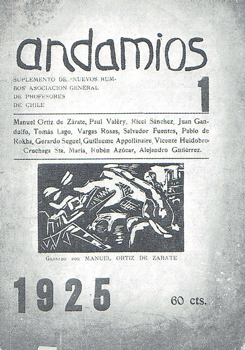 andamios
SUPLEMENTO DE "NUEVOS RUM-
BOS" ASOCIACION GENERAL
DE PROFESORES
DE CHILE
1
Manuel Ortiz de Zárate, Paul Valéry, Ricci Sánchez, Juan Gan-
dulfo, Tomás Lago, Vargas Rosas, Salvador Fuentes, Pablo de
Rokha, Gerardo Seguel, Guillaume Appollinaire, Vicente Huidobro-
Cruchaga Sta. María, Rubén Azócar, Alejandro Gutiérrez.
GRABADO POR MANUEL ORTIZ DE ZARATE
1925
60 cts.